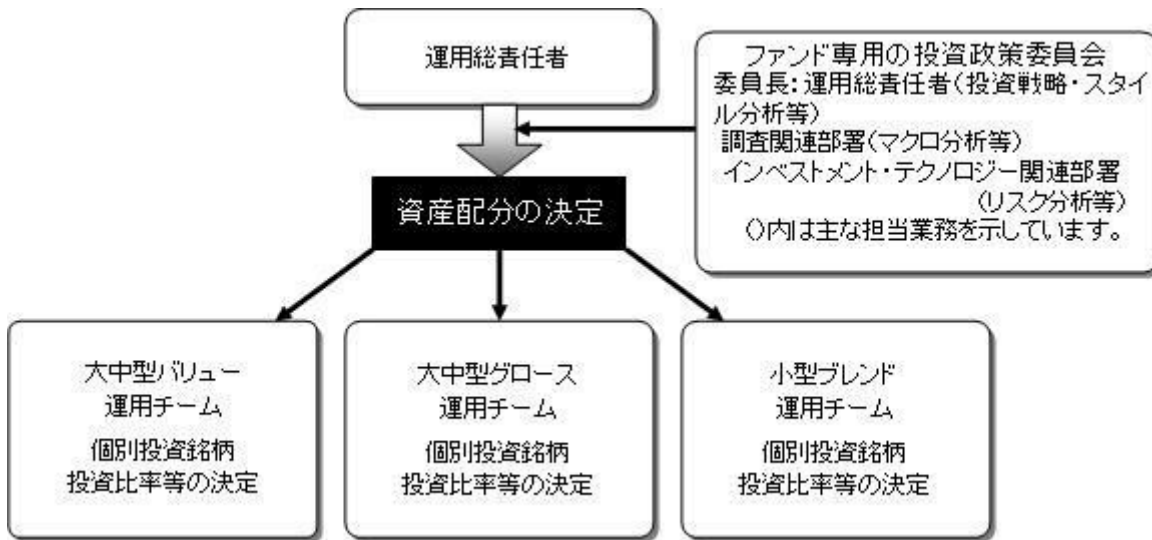 運用総責任者
ファンド専用の投資政策委員会
委員長:運用総責任者(投資戦略・スタイ
ル分析等)
調査関連部署(マクロ分析等)
インベストメント・テクノロジー関連部署
(リスク分析等)
()内は主な担当業務を示しています。
資産配分の決定
大中型バリュー
運用チーム
個別投資銘柄
投資比率等の決定
大中型グロース
運用チーム
個別投資銘柄
投資比率等の決定
小型ブレンド
運用チーム
個別投資銘柄
投資比率等の決定